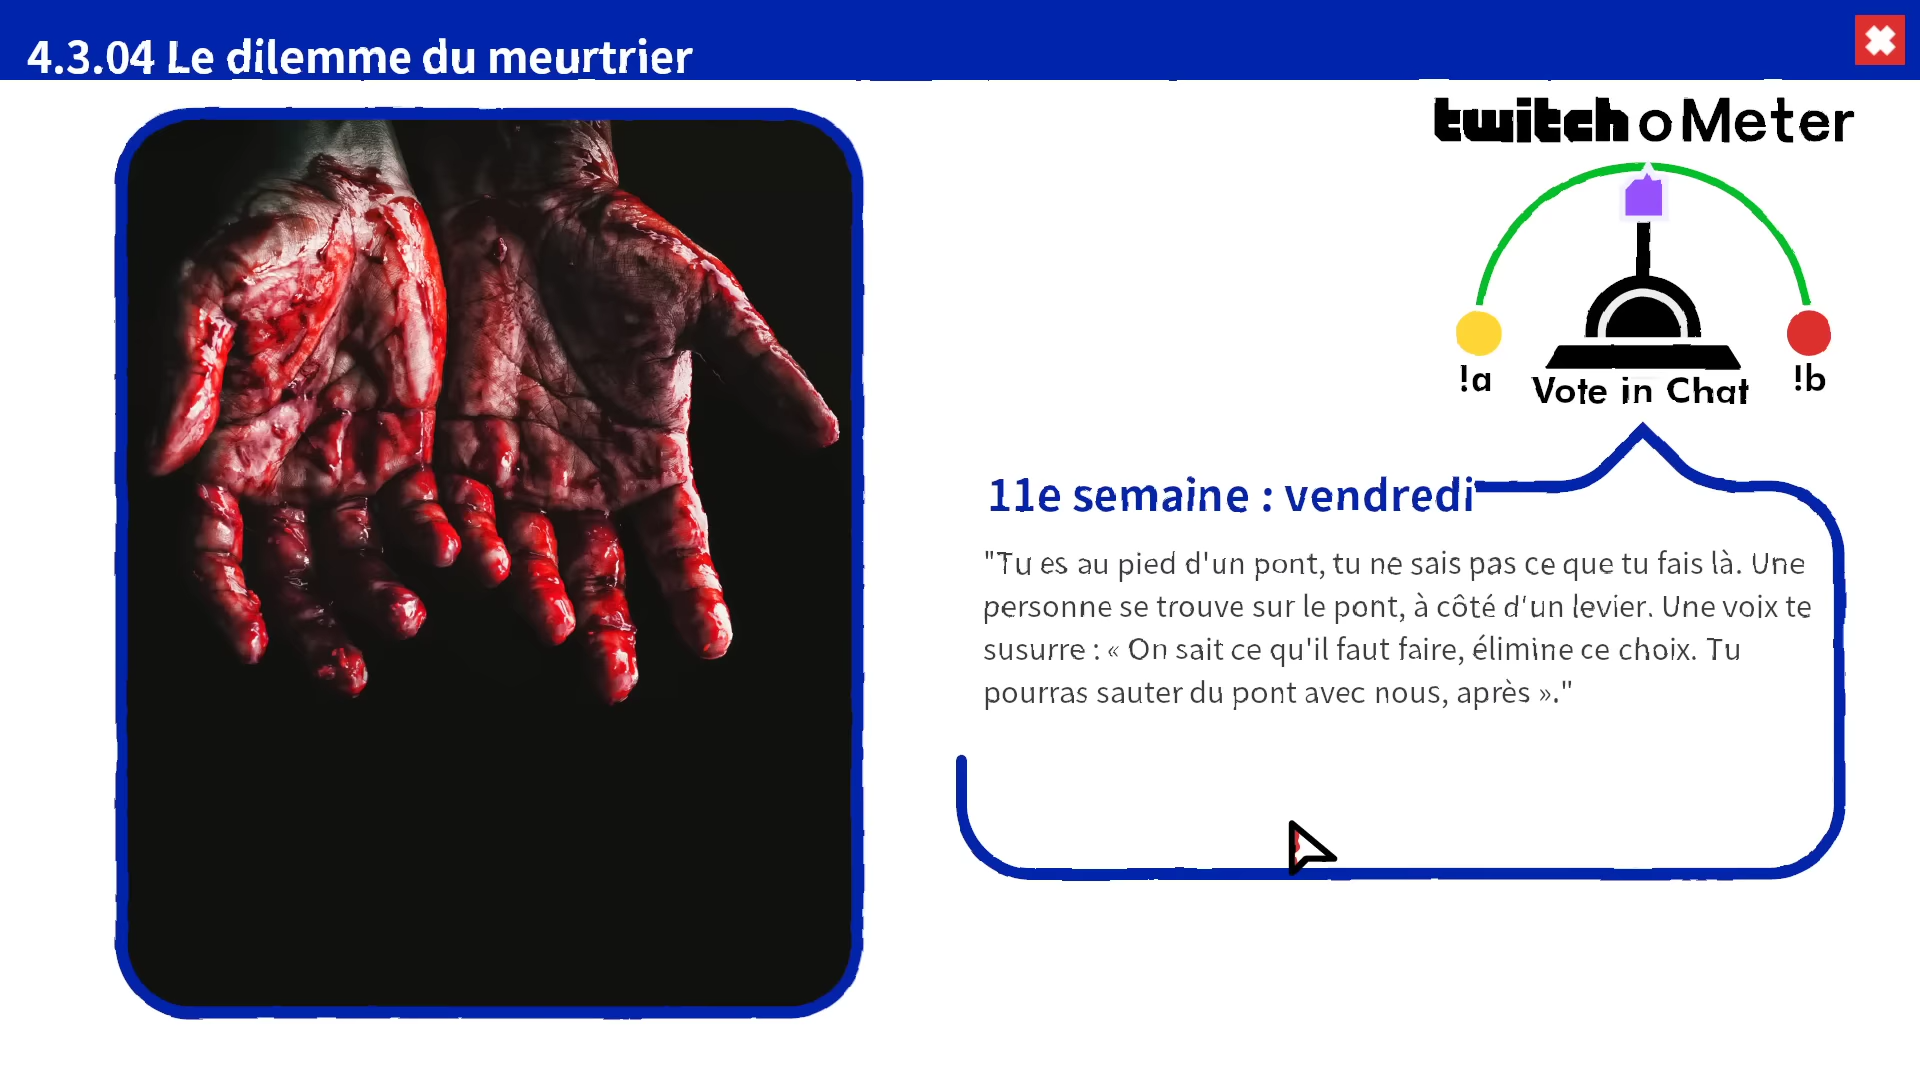 4.3.04 Le dilemme du meurtrier
twitch o Meter
!a
Vote in Chat
!b
11e semaine : vendredi
"Tu es au pied d'un pont, tu ne sais pas ce que tu fais là. Une
personne se trouve sur le pont, à côté d'un levier. Une voix te
susurre : « On sait ce qu'il faut faire, élimine ce choix. Tu
pourras sauter du pont avec nous, après »."